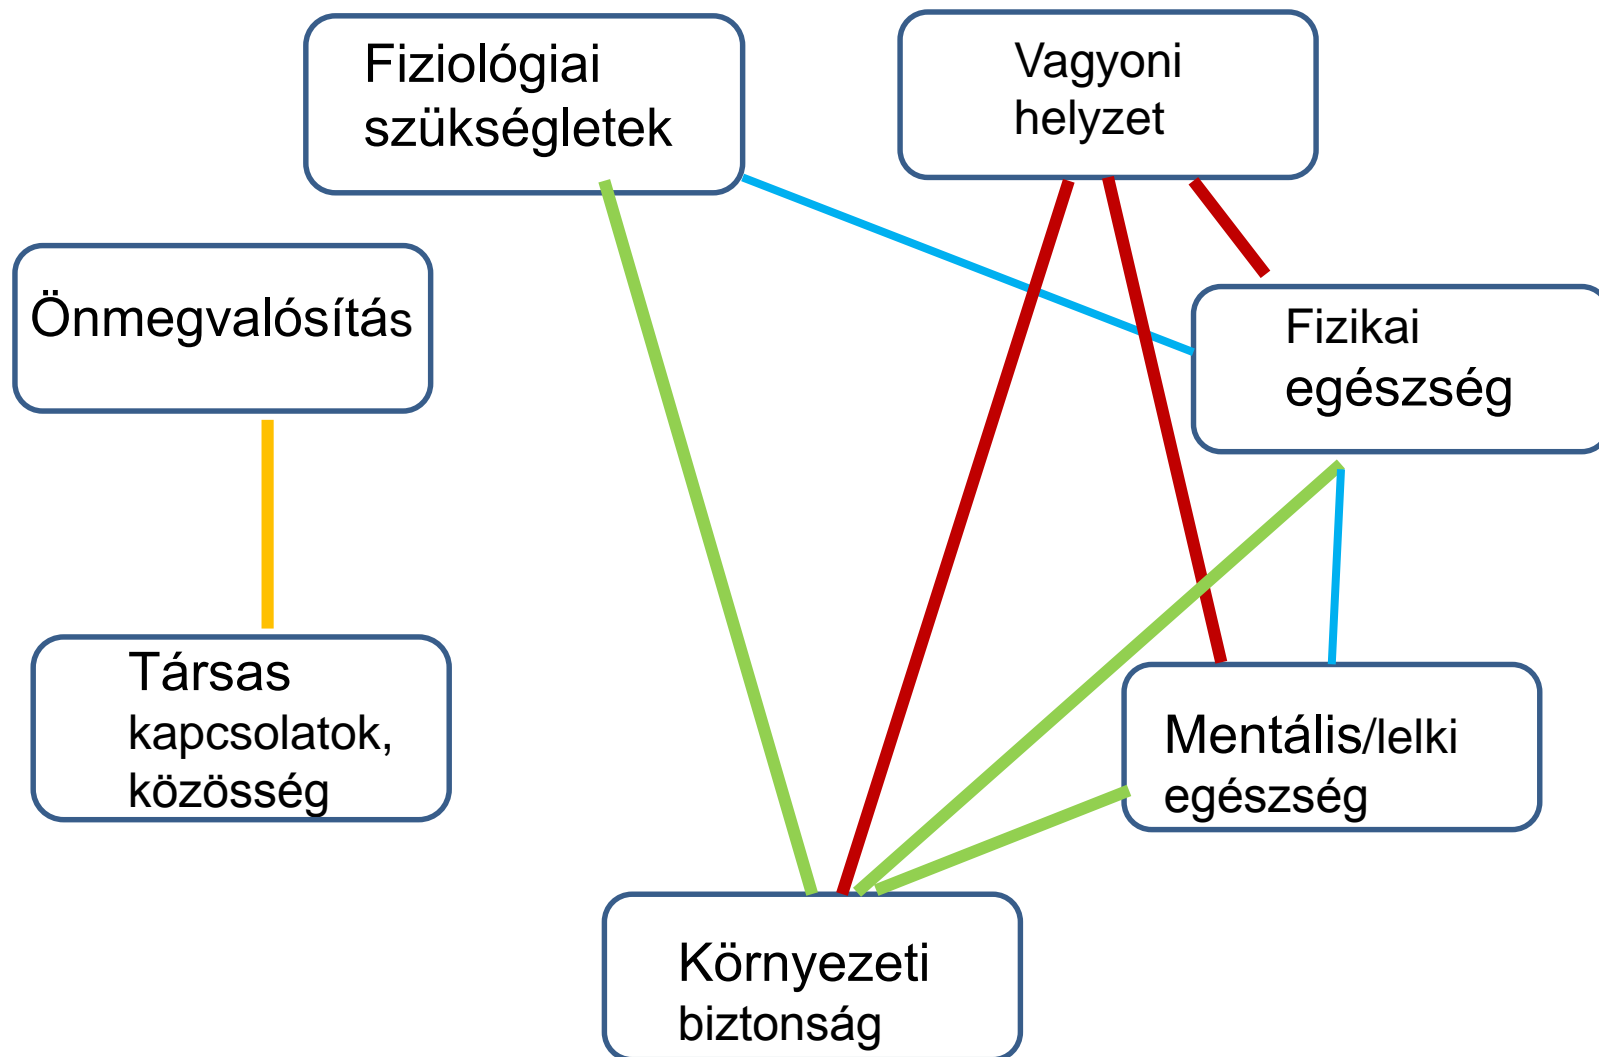 Fiziológiai
szükségletek
Vagyoni
helyzet
Önmegvalósítás
Fizikai
egészség
Társas
kapcsolatok,
közösség
Mentális/lelki
egészség
Környezeti
biztonság